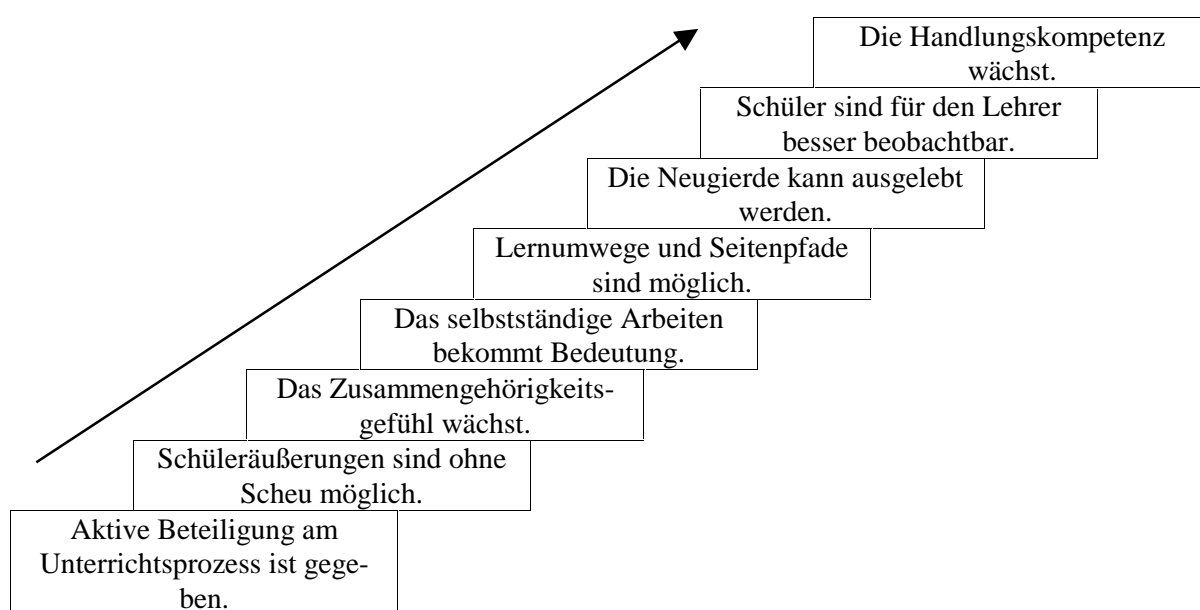 Die Handlungskompetenz
wächst.
Schüler sind für den Lehrer
besser beobachtbar.
Die Neugierde kann ausgelebt
werden.
Lernumwege und Seitenpfade
sind möglich.
Das selbstständige Arbeiten
bekommt Bedeutung.
Das Zusammengehörigkeits-
gefühl wächst.
Schüleräußerungen sind ohne
Scheu möglich.
Aktive Beteiligung am
Unterrichtsprozess ist gege-
ben.